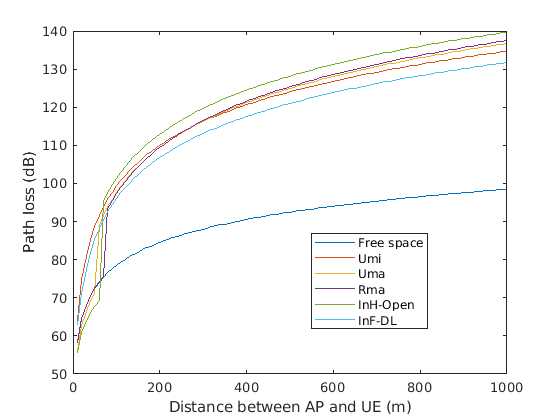 140
130
120
110
100
90
80
70
60
50
Path loss (dB)
Free space
Umi
Uma
Rma
InH-Open
InF-DL
0 200 400 600 800 1000
Distance between AP and UE (m)